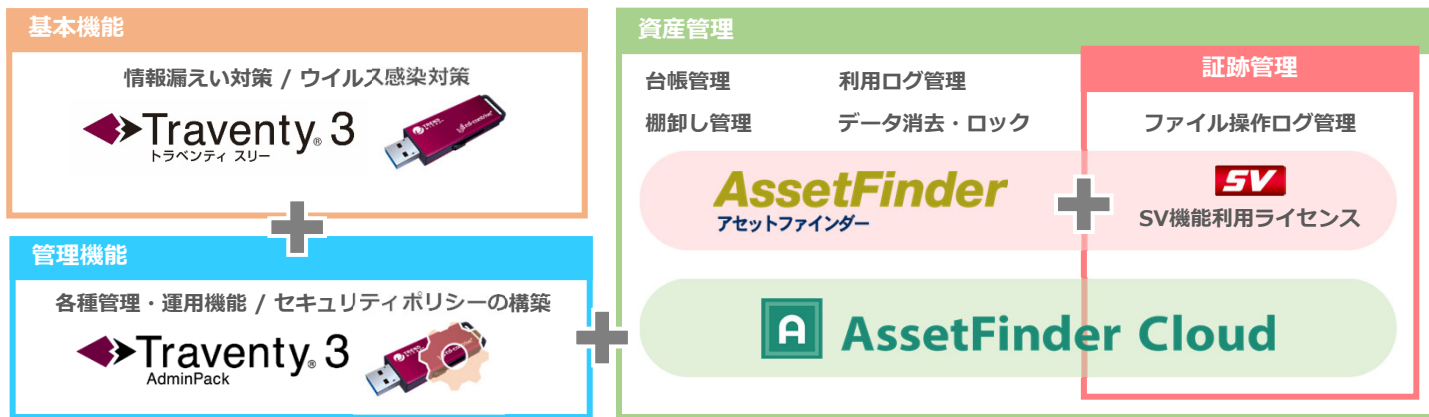 基本機能
情報漏えい対策 / ウイルス感染対策
Traventy® 3
トラベンティ スリー
管理機能
各種管理・運用機能 / セキュリティポリシーの構築
Traventy® 3
AdminPack
資産管理
台帳管理 利用ログ管理
棚卸し管理 データ消去・ロック
証跡管理
ファイル操作ログ管理
AssetFinder
アセットファインダー
SV
SV機能利用ライセンス
A
AssetFinder Cloud